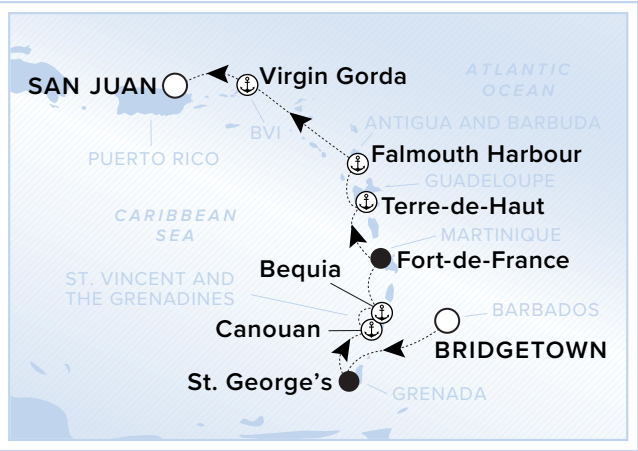 ATLANTIC
OCEAN
Virgin Gorda
SAN JUAN
BVI
ANTIGUA AND BARBUDA
PUERTO RICO
Falmouth Harbour
GUADELOUPE
Terre-de-Haut
CARIBBEAN
SEA
MARTINIQUE
Fort-de-France
Bequia
ST. VINCENT AND
THE GRENADINES
BARBADOS
Canouan
BRIDGETOWN
St. George's
GRENADA